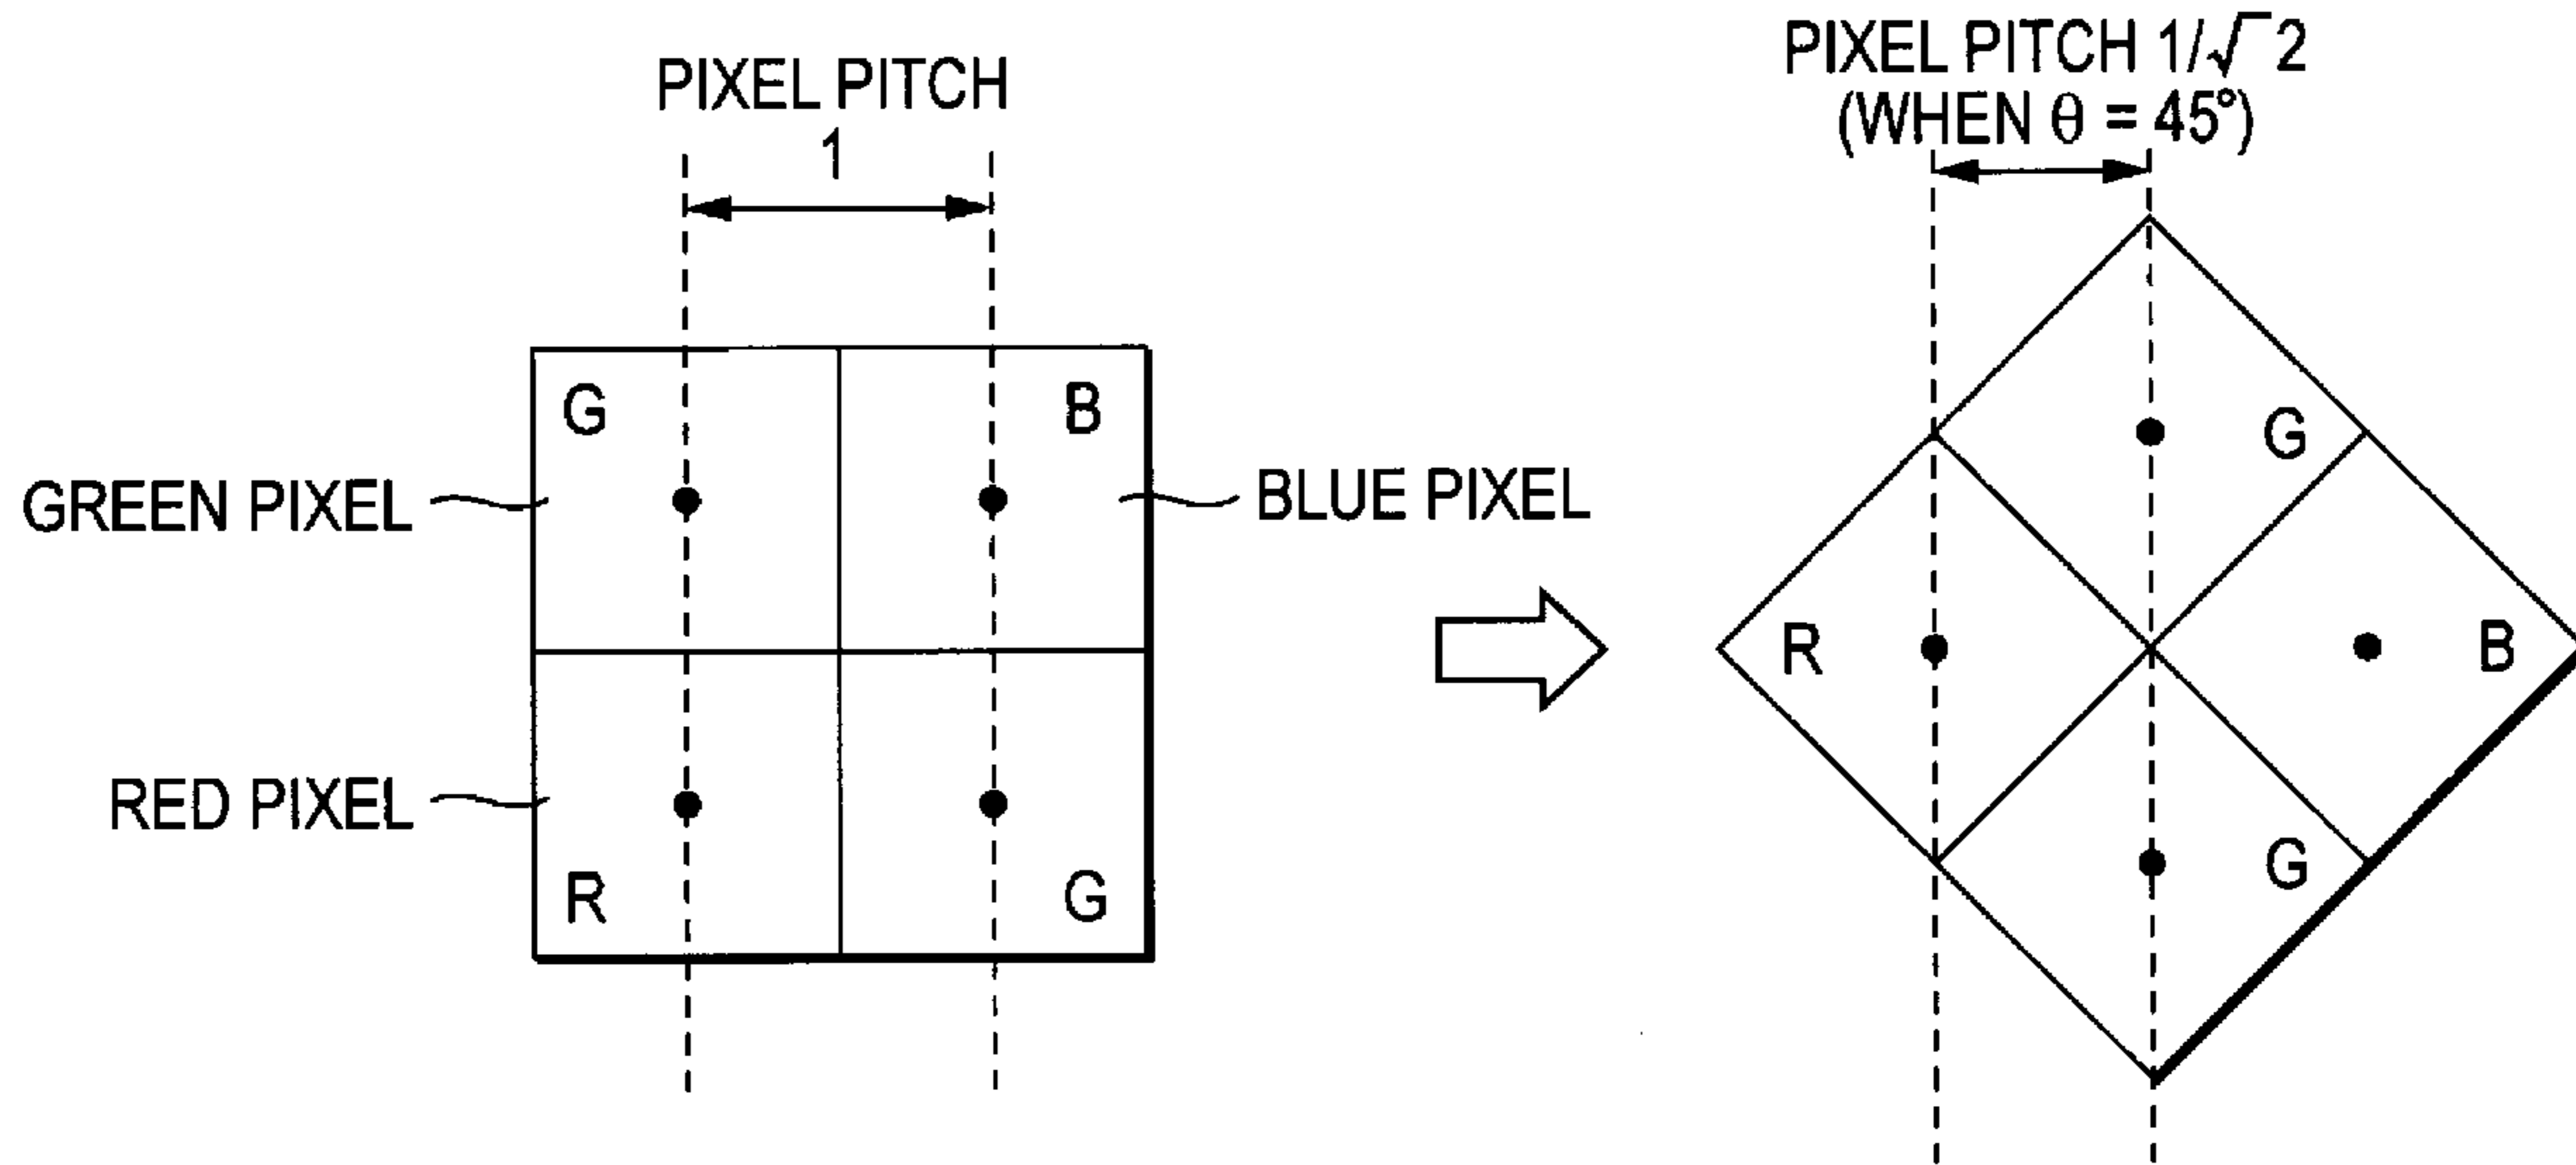 PIXEL PITCH
1
PIXEL PITCH 1/√2
(WHEN θ = 45°)
G
B
GREEN PIXEL
BLUE PIXEL
RED PIXEL
R
G
G
R
B
G